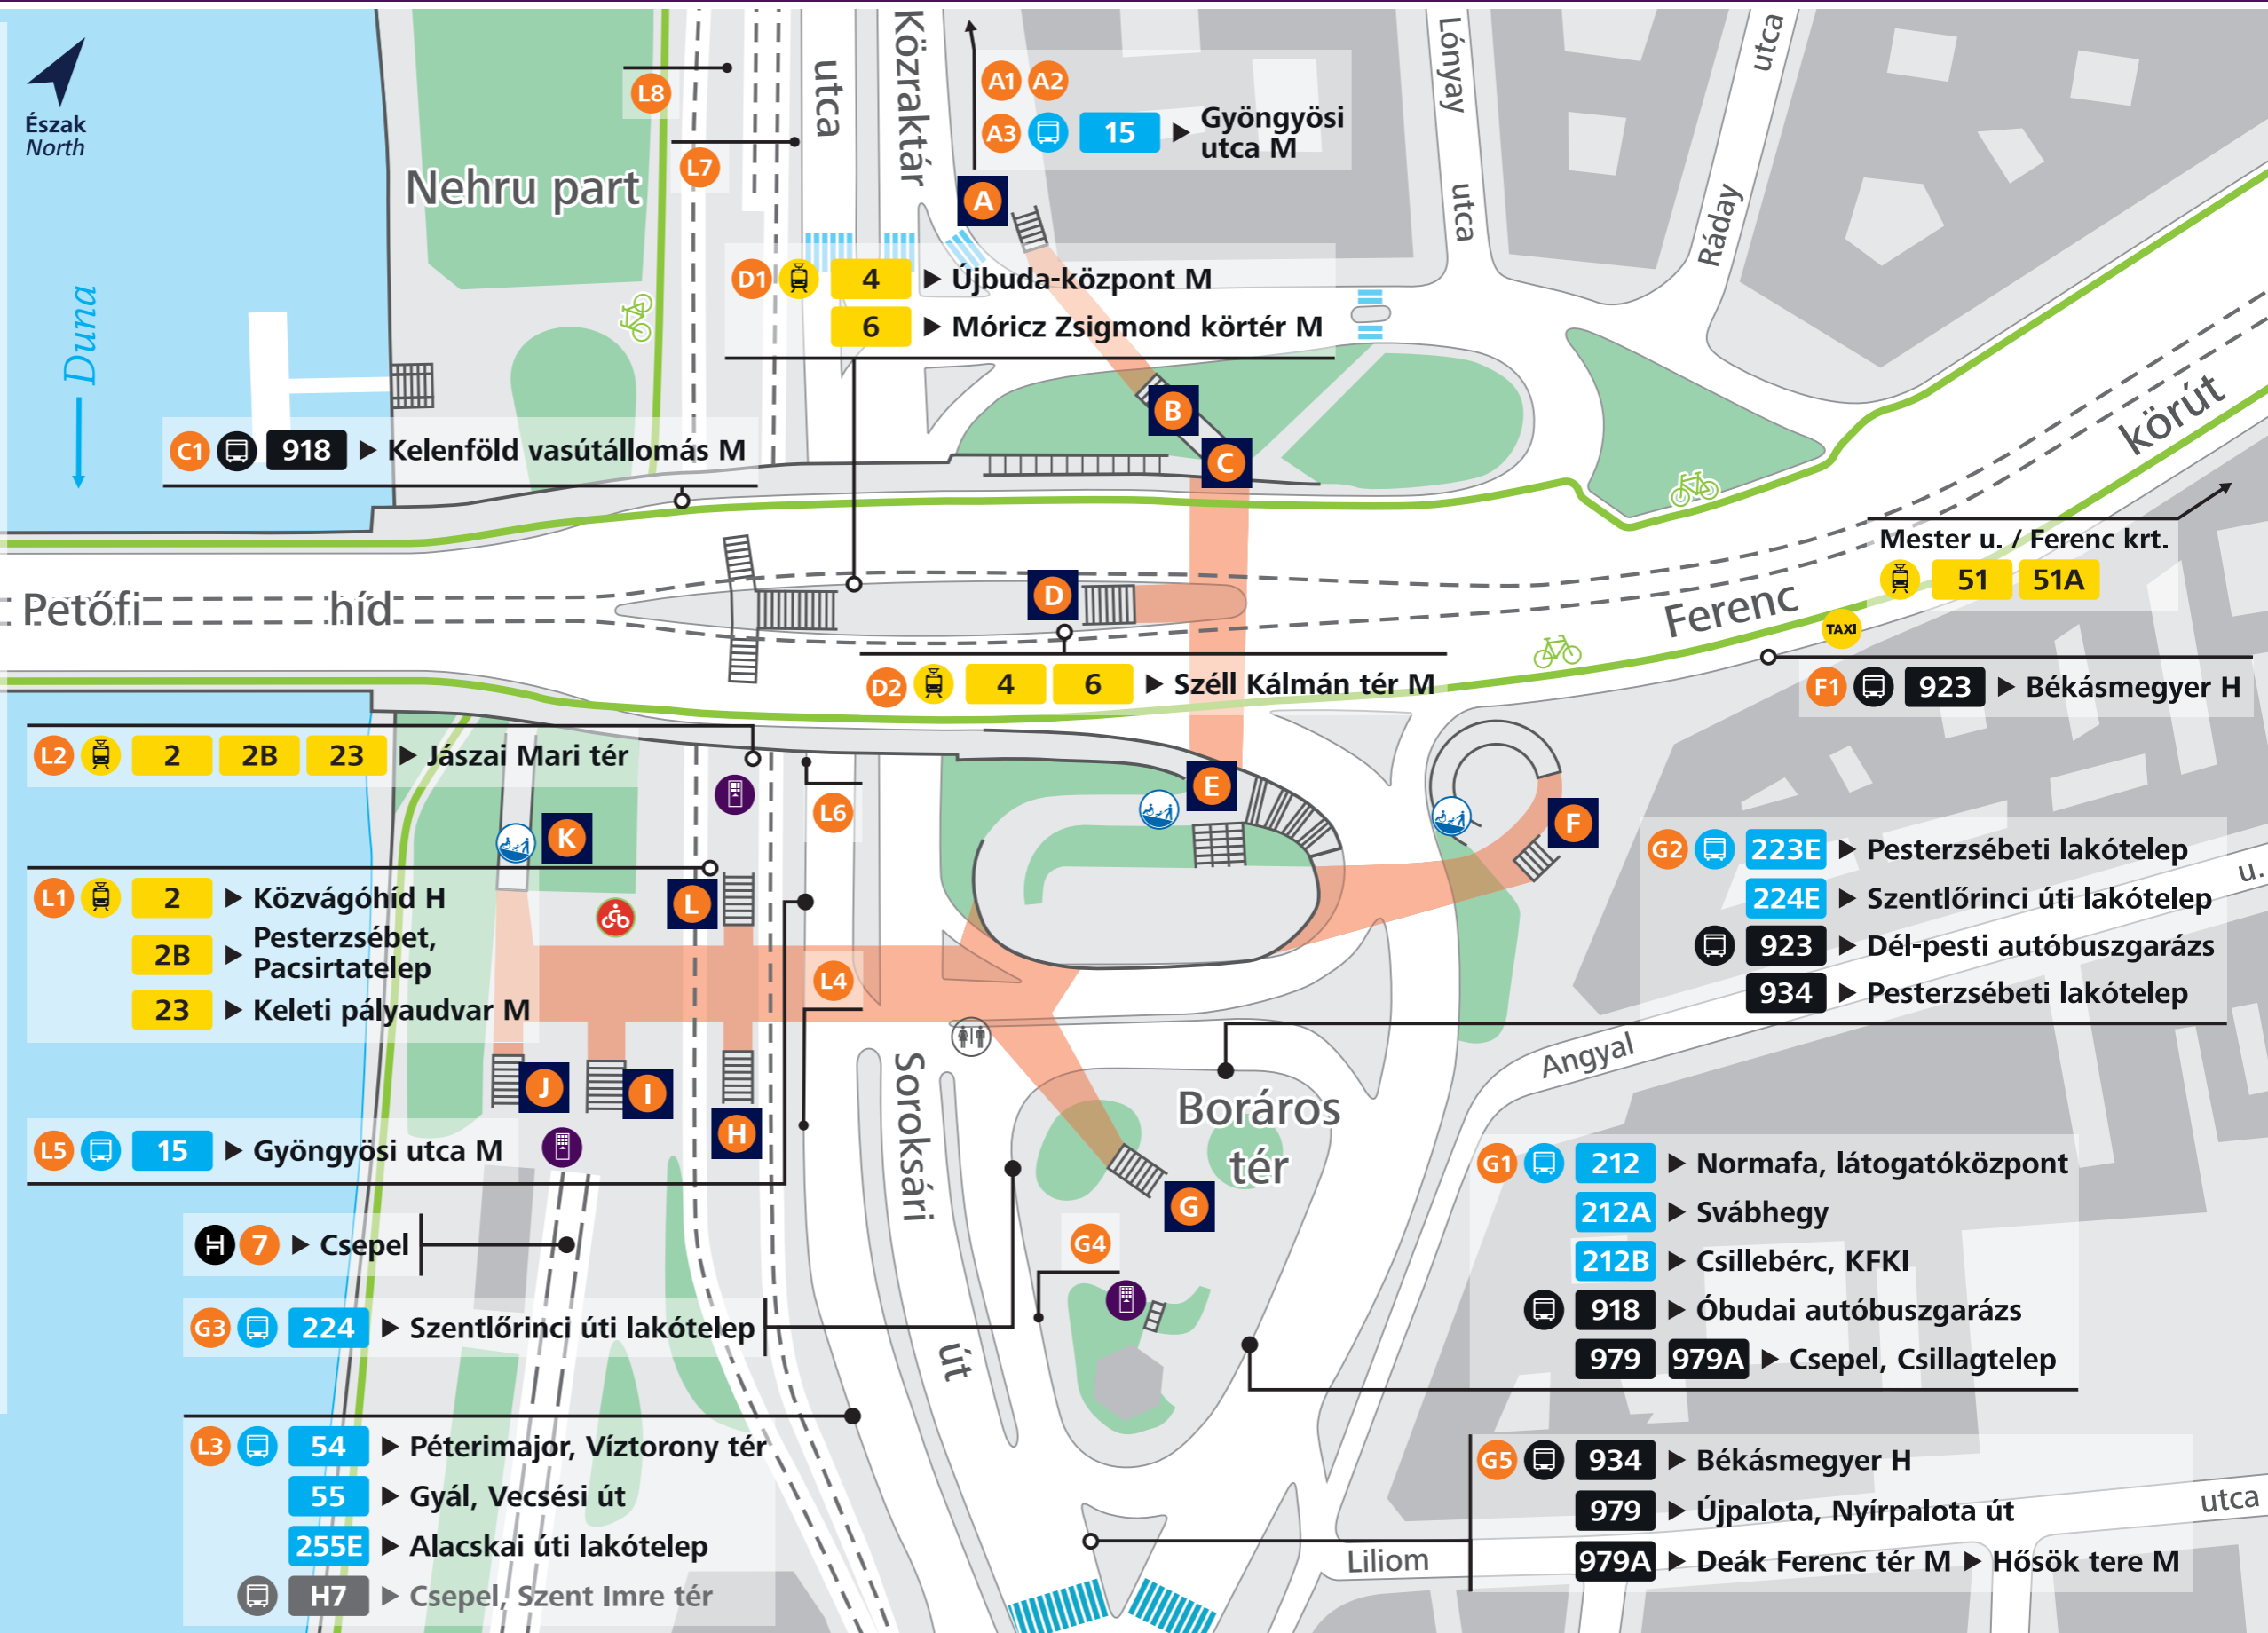 Észak
North
Duna
Nehru part
L8
L7
utca
Közraktár
A1 A2
A3 15 ▶ Gyöngyösi
utca M
A
Lónyay
utca
Ráday
utca
D1 4 ▶ Újbuda-központ M
6 ▶ Móricz Zsigmond körtér M
B
C
C1 918 ▶ Kelenföld vasútállomás M
körút
Mester u. / Ferenc krt.
51 51A
Petőfi híd
D
Ferenc
TAXI
D2 4 6 ▶ Széll Kálmán tér M
F1 923 ▶ Békásmegyer H
L2 2 2B 23 ▶ Jászai Mari tér
E
L6
K
F
L1 2 ▶ Közvágóhíd H
2B ▶ Pesterzsébet,
Pacsirtatelep
23 ▶ Keleti pályaudvar M
L
L4
G2 223E ▶ Pesterzsébeti lakótelep
224E ▶ Szentlőrinci úti lakótelep
923 ▶ Dél-pesti autóbuszgarázs
934 ▶ Pesterzsébeti lakótelep
u.
Angyal
J
I
H
Soroksári
út
Boráros
tér
L5 15 ▶ Gyöngyösi utca M
G
G4
G1 212 ▶ Normafa, látogatóközpont
212A ▶ Svábhegy
212B ▶ Csillebérc, KFKI
918 ▶ Óbudai autóbuszgarázs
979 979A ▶ Csepel, Csillagtelep
H 7 ▶ Csepel
G3 224 ▶ Szentlőrinci úti lakótelep
L3 54 ▶ Péterimajor, Víztorony tér
55 ▶ Gyál, Vecsési út
255E ▶ Alacskai úti lakótelep
H7 ▶ Csepel, Szent Imre tér
G5 934 ▶ Békásmegyer H
979 ▶ Újpalota, Nyírpalota út
979A ▶ Deák Ferenc tér M ▶ Hősök tere M
Liliom
utca